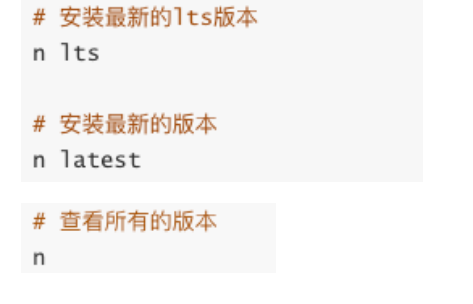 # 安装最新的lts版本
n lts
# 安装最新的版本
n latest
# 查看所有的版本
n